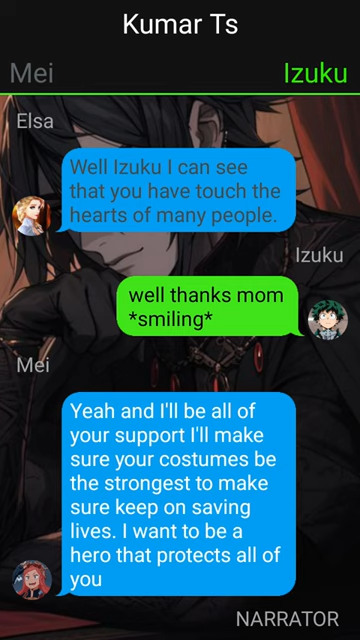 Kumar Ts
Mei Izuku
Elsa
Well Izuku I can see
that you have touch the
hearts of many people.
Izuku
well thanks mom
*smiling*
Mei
Yeah and I'll be all of
your support I'll make
sure your costumes be
the strongest to make
sure keep on saving
lives. I want to be a
hero that protects all of
you
NARRATOR